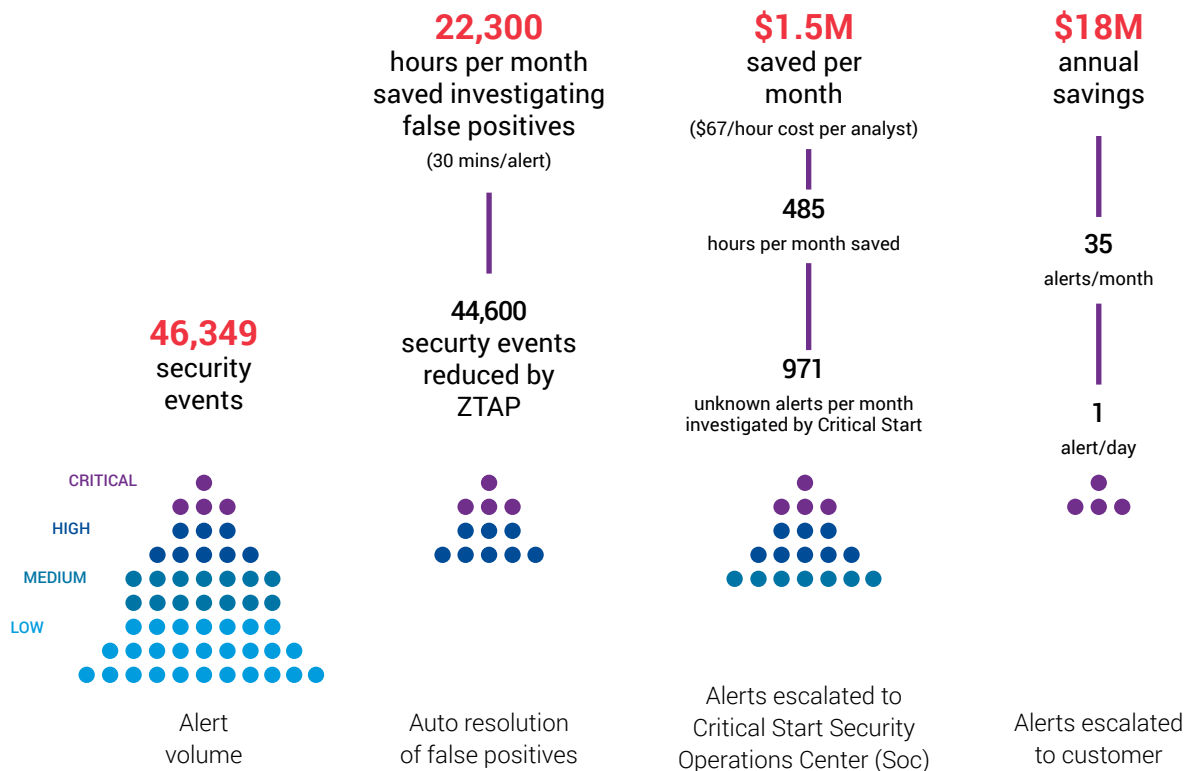 22,300
hours per month
saved investigating
false positives
(30 mins/alert)
$1.5M
saved per
month
($67/hour cost per analyst)
485
hours per month saved
$18M
annual
savings
35
alerts/month
46,349
security
events
44,600
securty events
reduced by
ZTAP
971
unknown alerts per month
investigated by Critical Start
1
alert/day
CRITICAL
HIGH
MEDIUM
LOW
Alert
volume
Auto resolution
of false positives
Alerts escalated to
Critical Start Security
Operations Center (Soc)
Alerts escalated
to customer